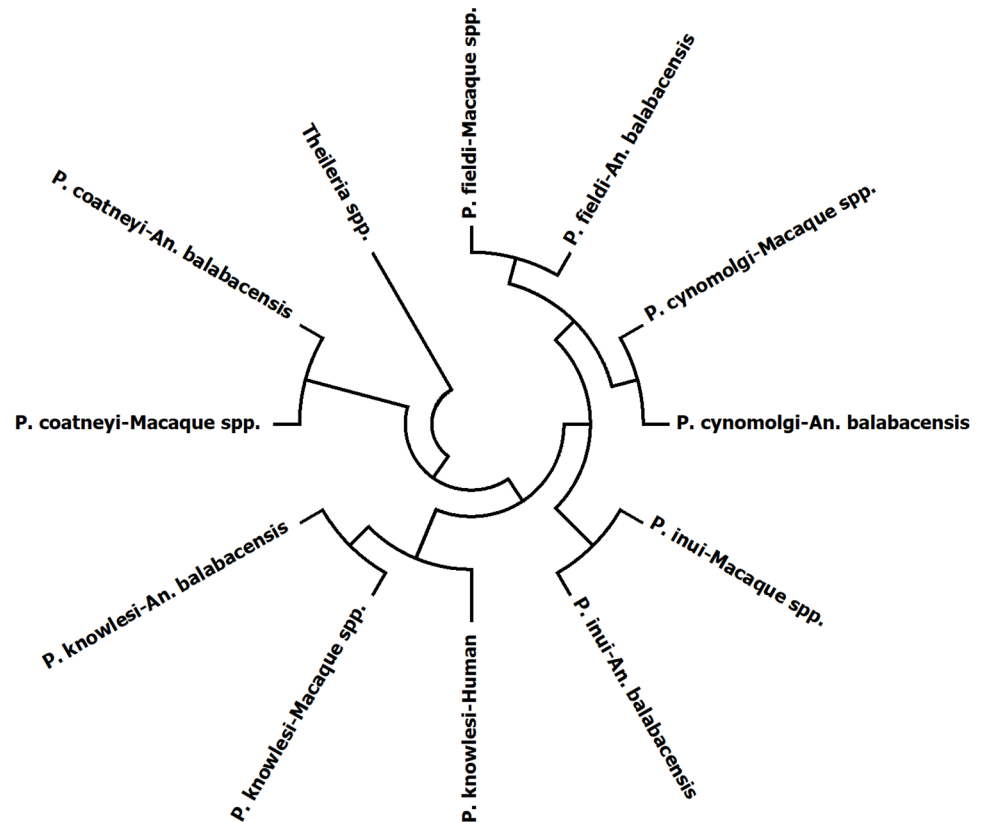 P. fieldi-Macaque spp.
P. fieldi-An. balabacensis
P. cynomolgi-Macaque spp.
P. cynomolgi-An. balabacensis
P. inui-Macaque spp.
P. inui-An. balabacensis
P. knowlesi-Human
P. knowlesi-Macaque spp.
P. knowlesi-An. balabacensis
P. coatneyi-Macaque spp.
P. coatneyi-An. balabacensis
Theileria spp.